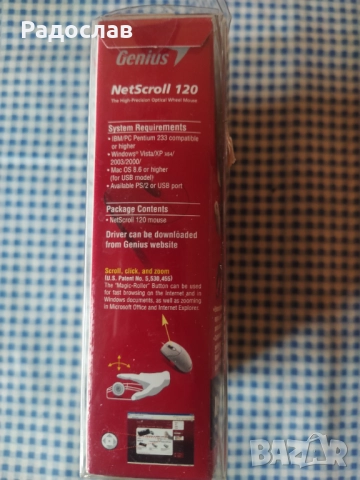 Радослав
Genius
NetScroll 120
The High Precision Optical Wheel Mouse
System Requirements
• IBM/PC Pentium 233 compatible
or higher
• Windows® Vista/XP x64/
2003/2000/
• Mac OS 8.6 or higher
(for USB model)
• Available PS/2 or USB port
Package Contents
• NetScroll 120 mouse
Driver can be downloaded
from Genius website
Scroll, click, and zoom
(U.S. Patent No. 5,530,455)
The "Magic-Roller" Button can be used
for fast browsing on the Internet and in
Windows documents, as well as zooming
in Microsoft Office and Internet Explorer.
bazar